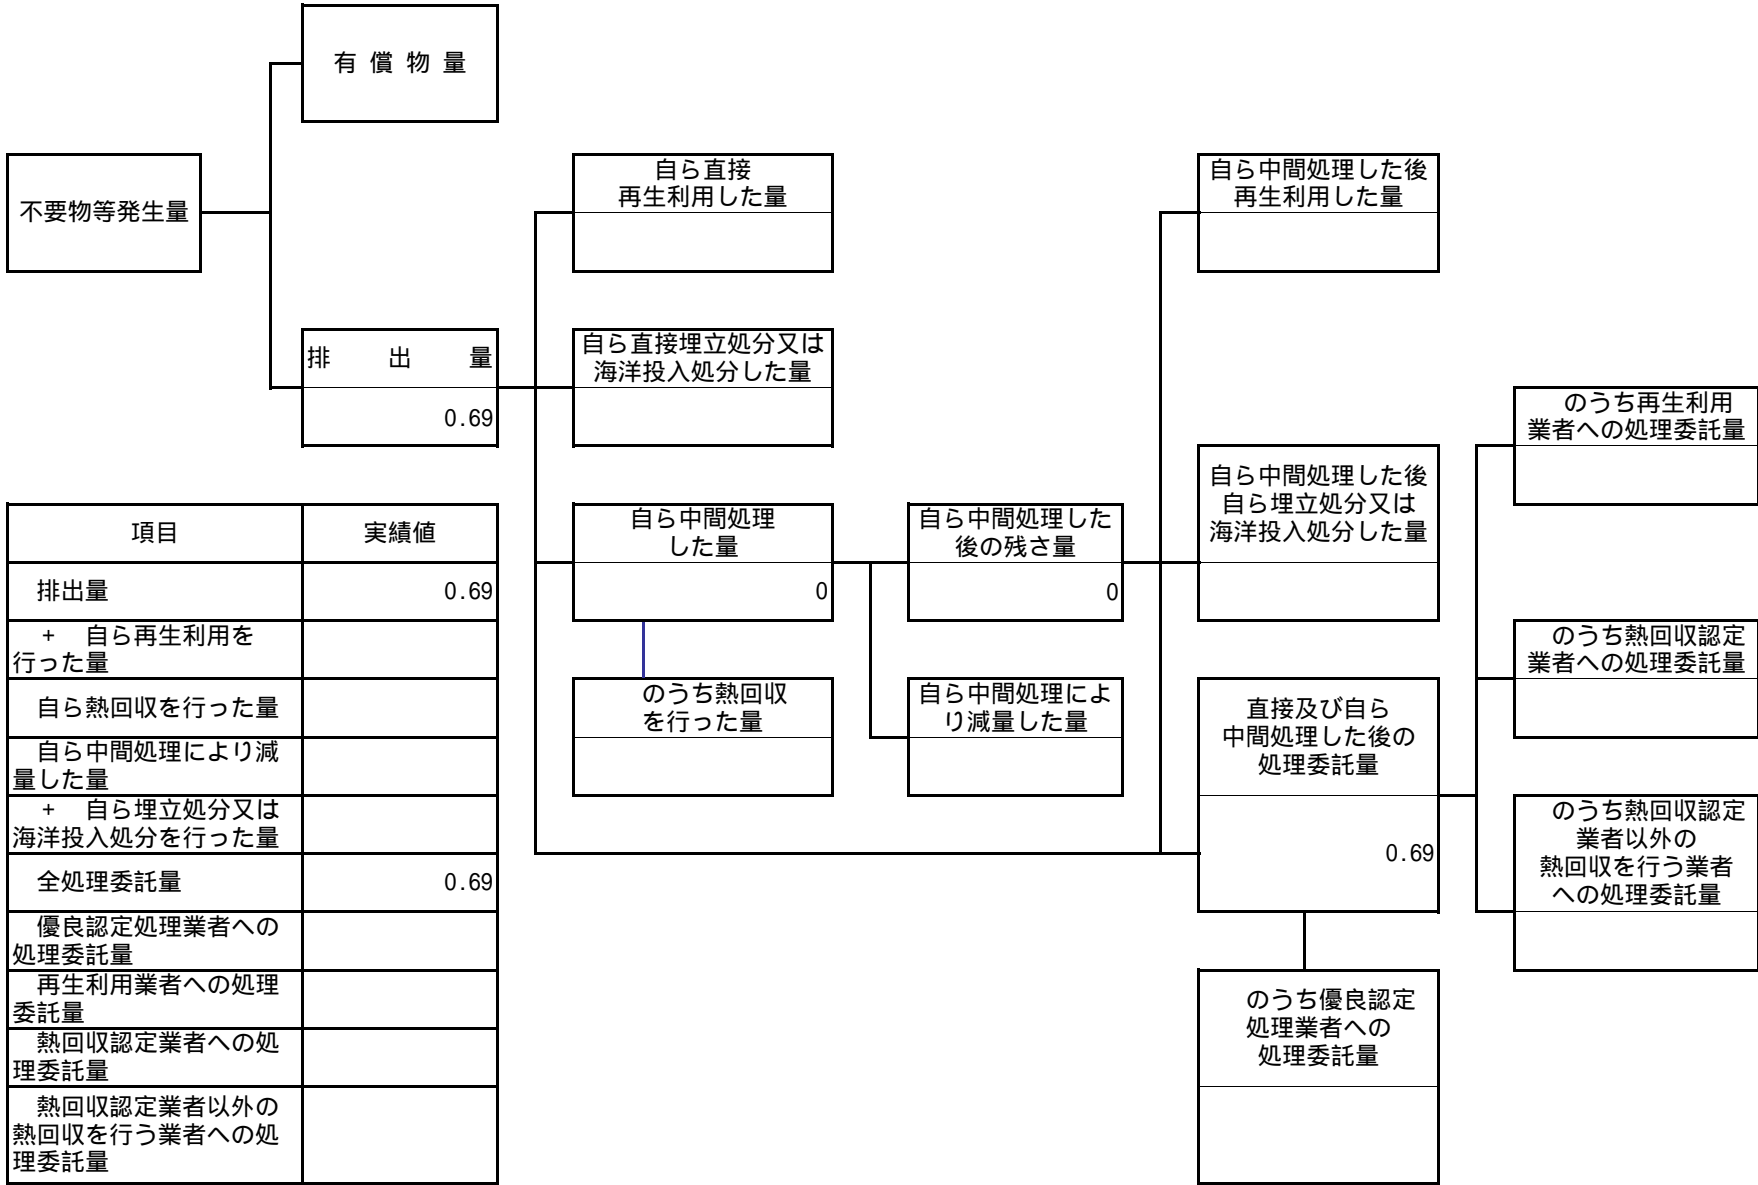 有 償 物 量
不要物等発生量
排 出 量
0.69
自ら直接
再生利用した量
自ら直接埋立処分又は
海洋投入処分した量
自ら中間処理
した量
0
のうち熱回収
を行った量
自ら中間処理した
後の残さ量
0
自ら中間処理によ
り減量した量
自ら中間処理した後
再生利用した量
自ら中間処理した後
自ら埋立処分又は
海洋投入処分した量
直接及び自ら
中間処理した後の
処理委託量
0.69
のうち優良認定
処理業者への
処理委託量
のうち再生利用
業者への処理委託量
のうち熱回収認定
業者への処理委託量
のうち熱回収認定
業者以外の
熱回収を行う業者
への処理委託量
項目 実績値
排出量 0.69
+ 自ら再生利用を
行った量
自ら熱回収を行った量
自ら中間処理により減
量した量
+ 自ら埋立処分又は
海洋投入処分を行った量
全処理委託量 0.69
優良認定処理業者への
処理委託量
再生利用業者への処理
委託量
熱回収認定業者への処
理委託量
熱回収認定業者以外の
熱回収を行う業者への処
理委託量